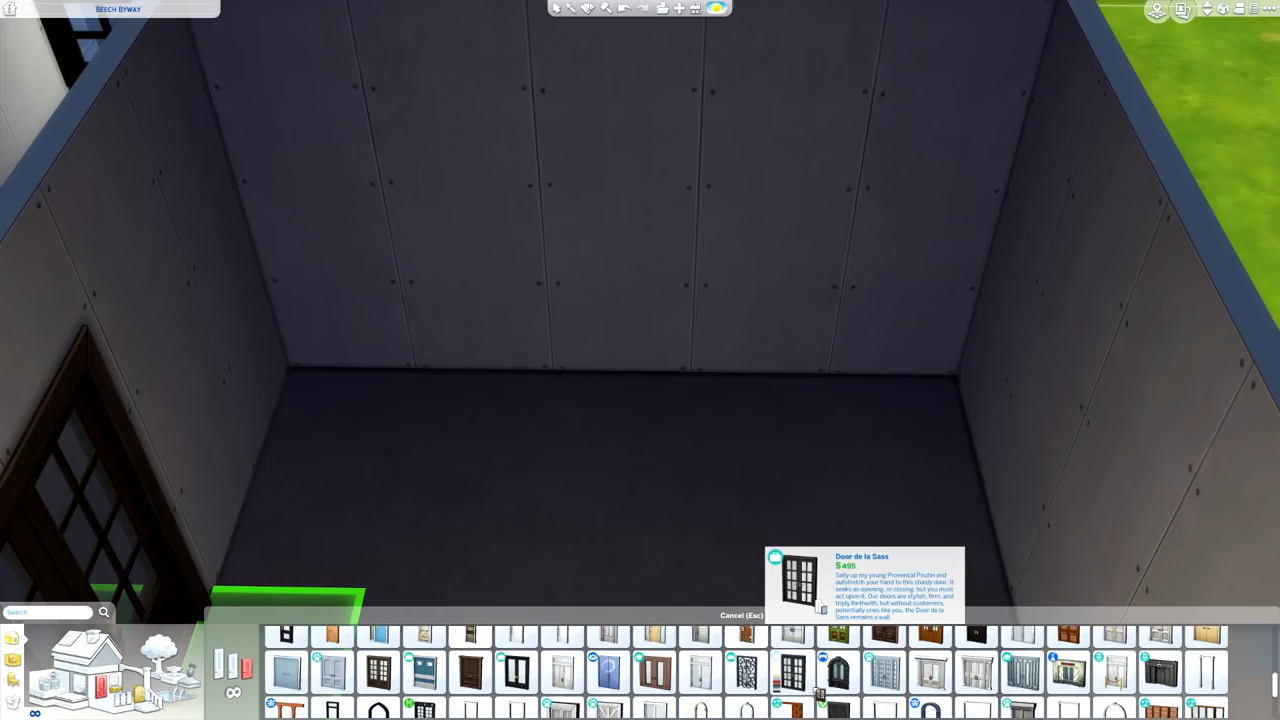 BEECH BYWAY
Door de la Sass
§495
Sally up my young Provencal Poutin and
outstretch your hand to this sturdy door. It
seeks an opening, or closing, but you must
act upon it. Our doors are stylish, firm, and
triply forthwith, but without customers,
potentially ones like you, the Door de la
Sass remains a wall.
Cancel (Esc)
Search